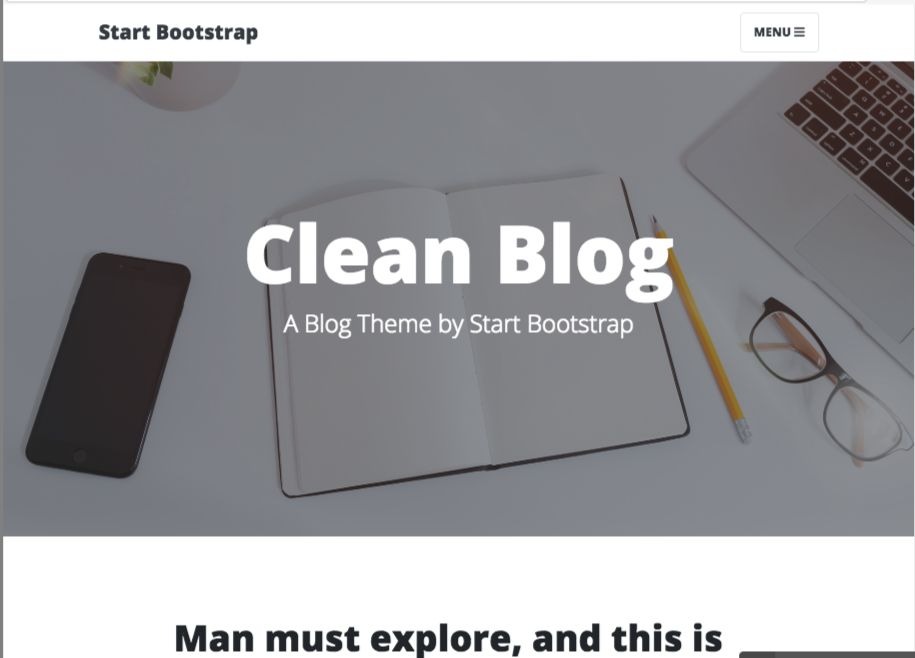 Start Bootstrap
MENU
Clean Blog
A Blog Theme by Start Bootstrap
Man must explore, and this is